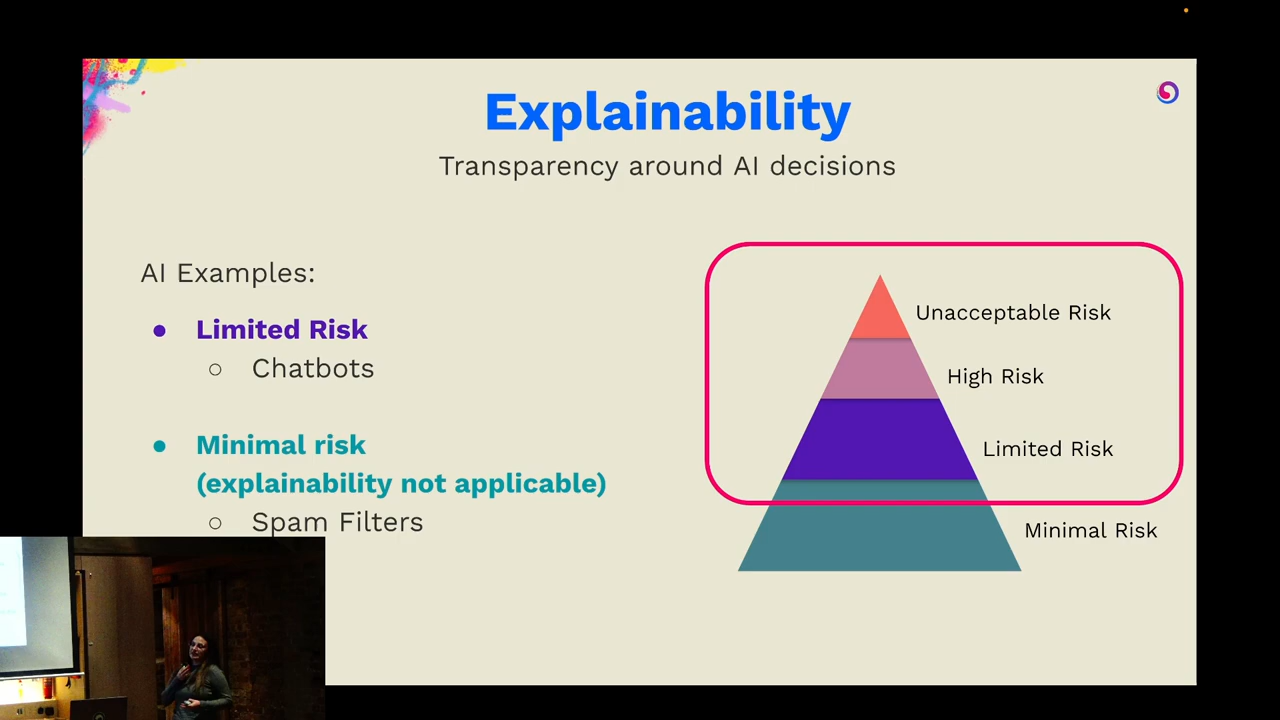 Explainability
Transparency around AI decisions
AI Examples:
● Limited Risk
○ Chatbots
● Minimal risk
(explainability not applicable)
○ Spam Filters
Unacceptable Risk
High Risk
Limited Risk
Minimal Risk